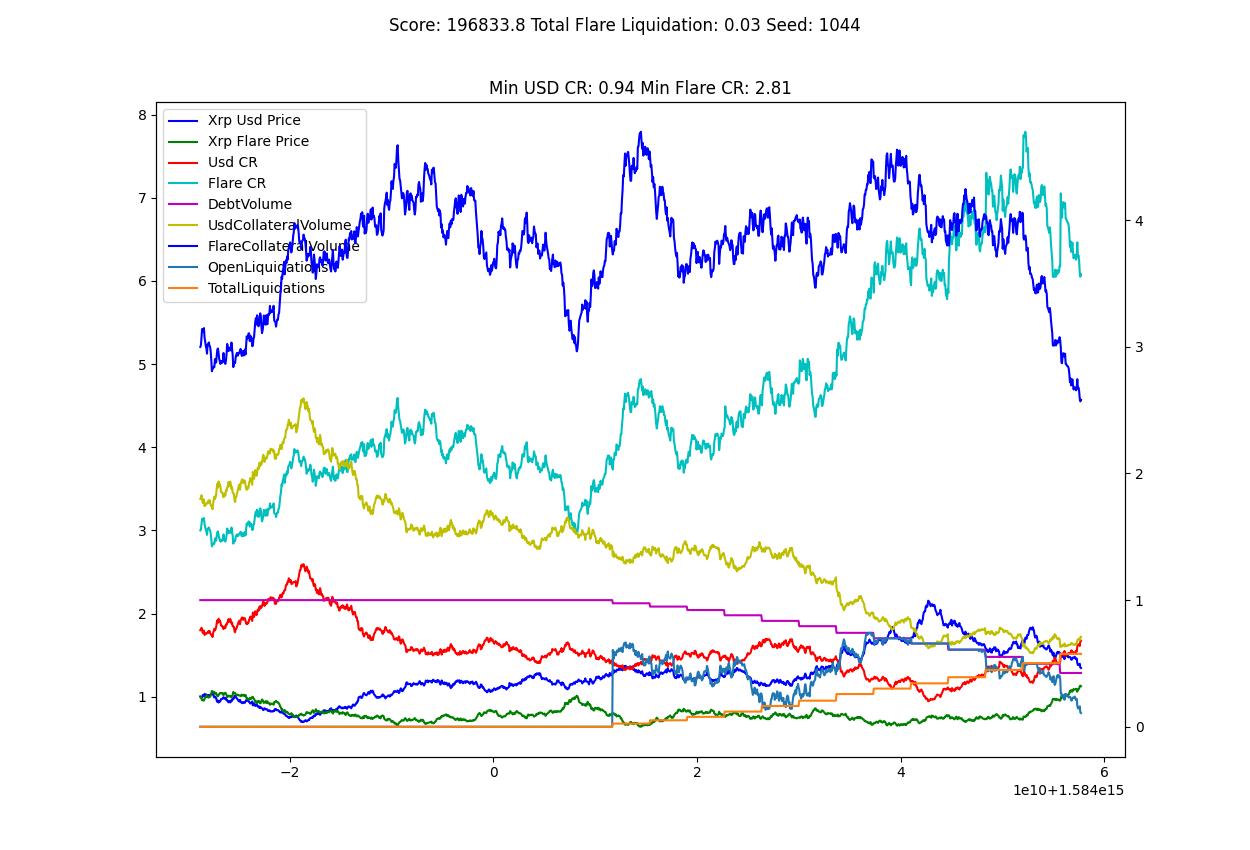 Score: 196833.8 Total Flare Liquidation: 0.03 Seed: 1044
Min USD CR: 0.94 Min Flare CR: 2.81
Xrp Usd Price
Xrp Flare Price
Usd CR
Flare CR
DebtVolume
UsdCollateralVolume
FlareCollateralVolume
OpenLiquidations
TotalLiquidations
8
7
6
5
4
3
2
1
4
3
2
1
0
−2
0
2
4
6
1e10+1.584e15